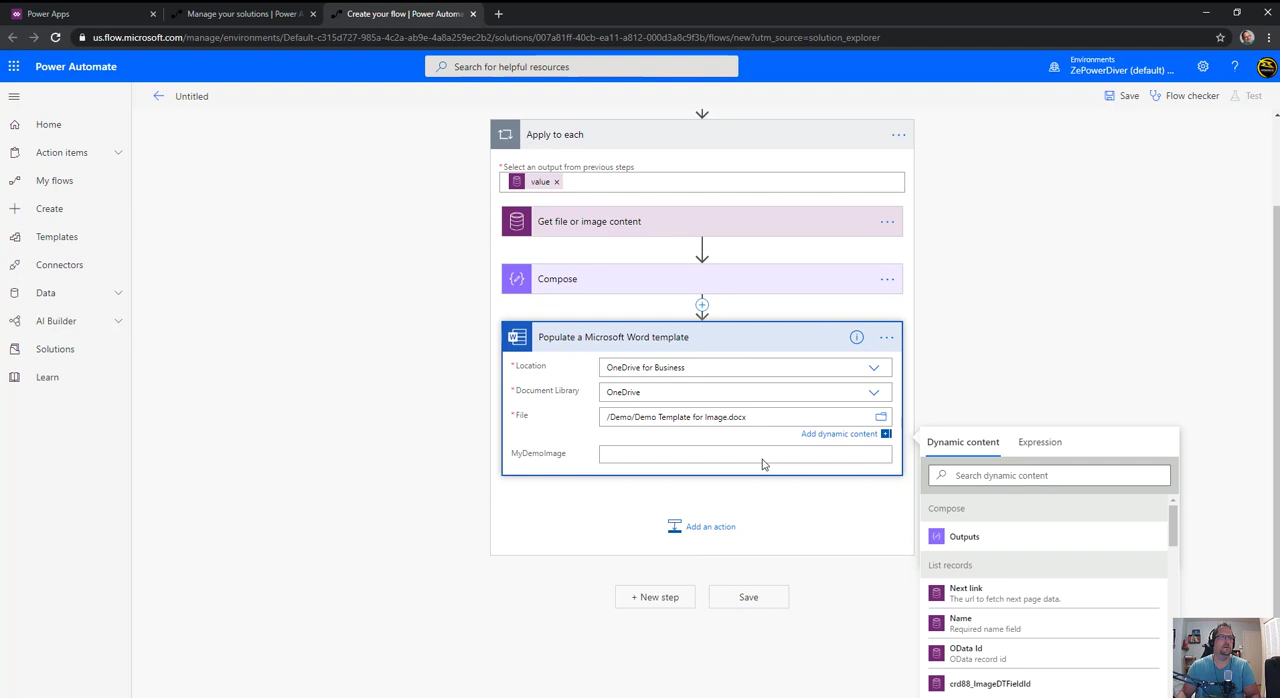 Power Apps
Manage your solutions | Power A
Create your flow | Power Automa
us.flow.microsoft.com/manage/environments/Default-c315d727-985a-4c2a-ab9e-4a8a259ec2b2/solutions/007a81ff-40cb-ea11-a812-000d3a8c9f3b/flows/new?utm_source=solution_explorer
Power Automate
Search for helpful resources
Environments
ZePowerDiver (default) ...
Untitled
Save
Flow checker
Test
Home
Action items
My flows
Create
Templates
Connectors
Data
AI Builder
Solutions
Learn
Apply to each
* Select an output from previous steps
value
Get file or image content
Compose
Populate a Microsoft Word template
* Location
OneDrive for Business
* Document Library
OneDrive
* File
/Demo/Demo Template for Image.docx
Add dynamic content
MyDemoImage
Add an action
+ New step
Save
Dynamic content
Expression
Search dynamic content
Compose
Outputs
List records
Next link
The url to fetch next page data.
Name
Required name field
OData Id
OData record id
crd88_ImageDTFieldId